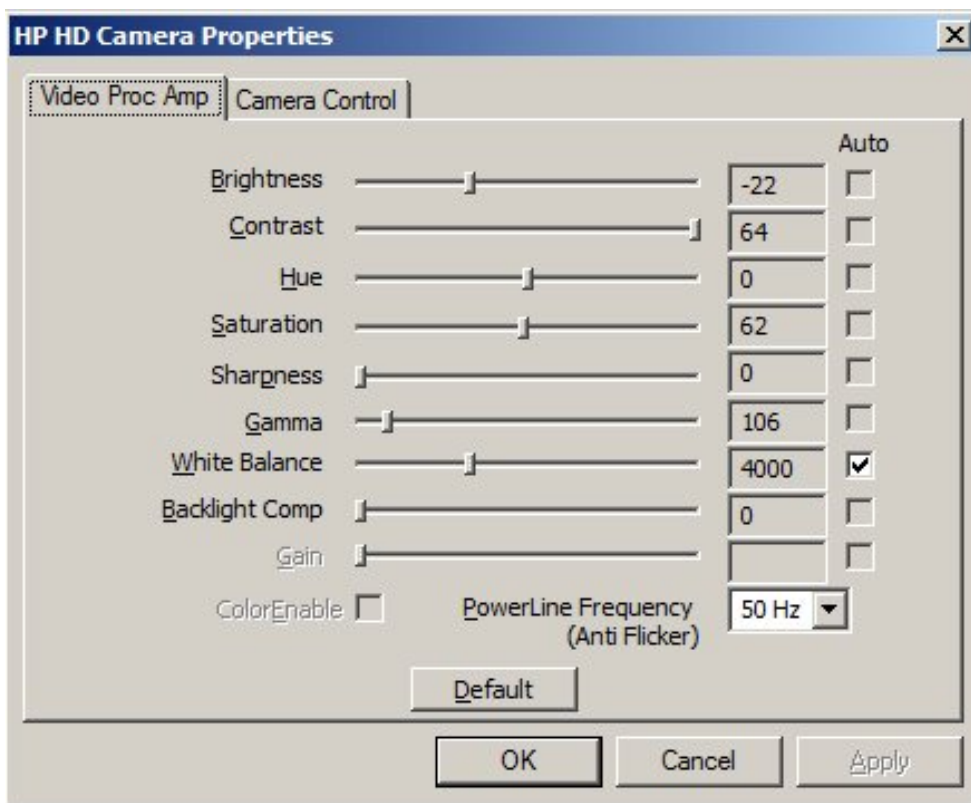 HP HD Camera Properties
Video Proc Amp Camera Control
Auto
Brightness -22
Contrast 64
Hue 0
Saturation 62
Sharpness 0
Gamma 106
White Balance 4000
Backlight Comp 0
Gain
ColorEnable PowerLine Frequency 50 Hz
(Anti Flicker)
Default
OK Cancel Apply